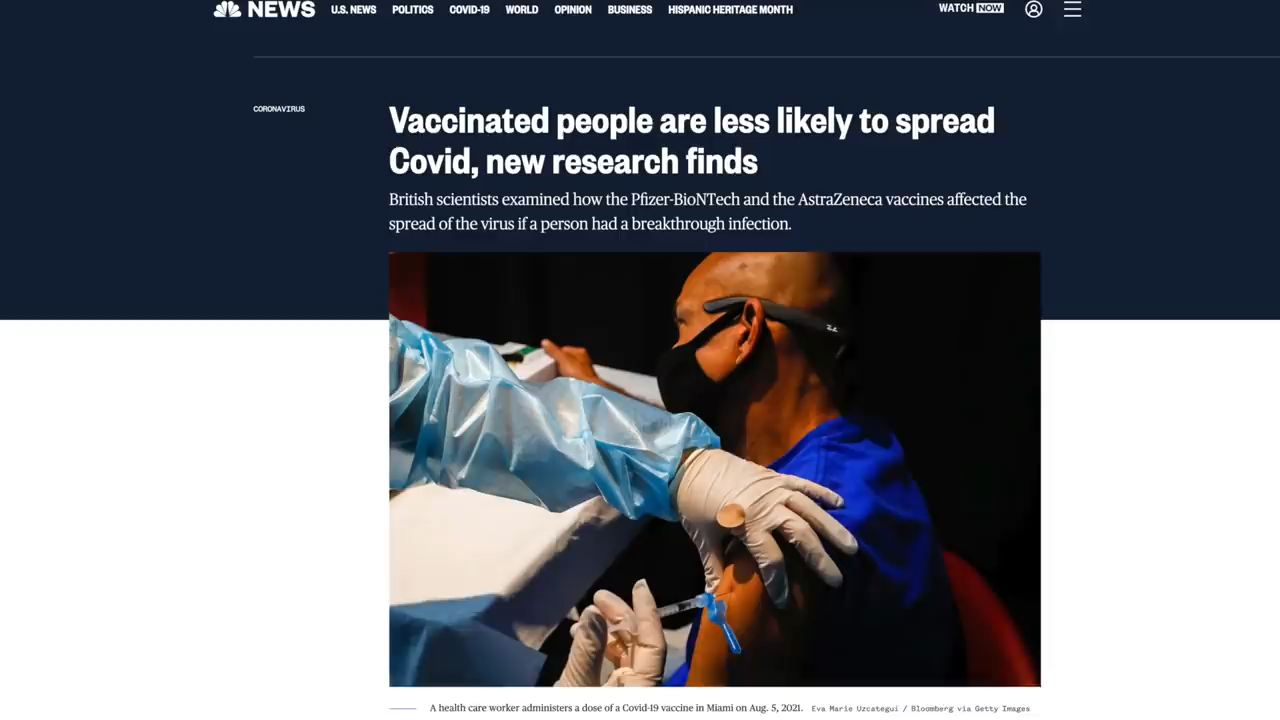 NEWS U.S. NEWS POLITICS COVID-19 WORLD OPINION BUSINESS HISPANIC HERITAGE MONTH WATCH NOW
CORONAVIRUS
Vaccinated people are less likely to spread
Covid, new research finds
British scientists examined how the Pfizer-BioNTech and the AstraZeneca vaccines affected the
spread of the virus if a person had a breakthrough infection.
A health care worker administers a dose of a Covid-19 vaccine in Miami on Aug. 5, 2021. Eva Marie Uzcategui / Bloomberg via Getty Images